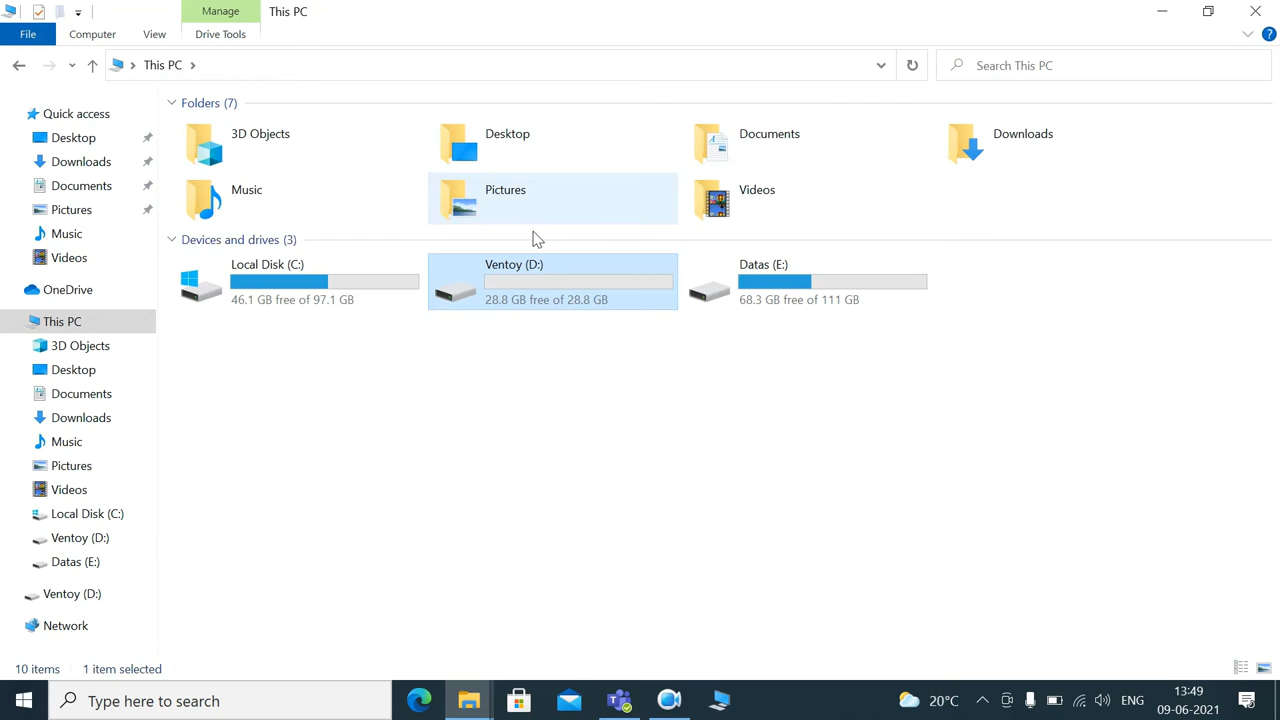 Manage
This PC
File
Computer
View
Drive Tools
This PC
Search This PC
Quick access
Desktop
Downloads
Documents
Pictures
Music
Videos
OneDrive
This PC
3D Objects
Desktop
Documents
Downloads
Music
Pictures
Videos
Local Disk (C:)
Ventoy (D:)
Datas (E:)
Ventoy (D:)
Network
Folders (7)
3D Objects
Desktop
Documents
Downloads
Music
Pictures
Videos
Devices and drives (3)
Local Disk (C:)
46.1 GB free of 97.1 GB
Ventoy (D:)
28.8 GB free of 28.8 GB
Datas (E:)
68.3 GB free of 111 GB
10 items
1 item selected
Type here to search
20°C
ENG
13:49
09-06-2021